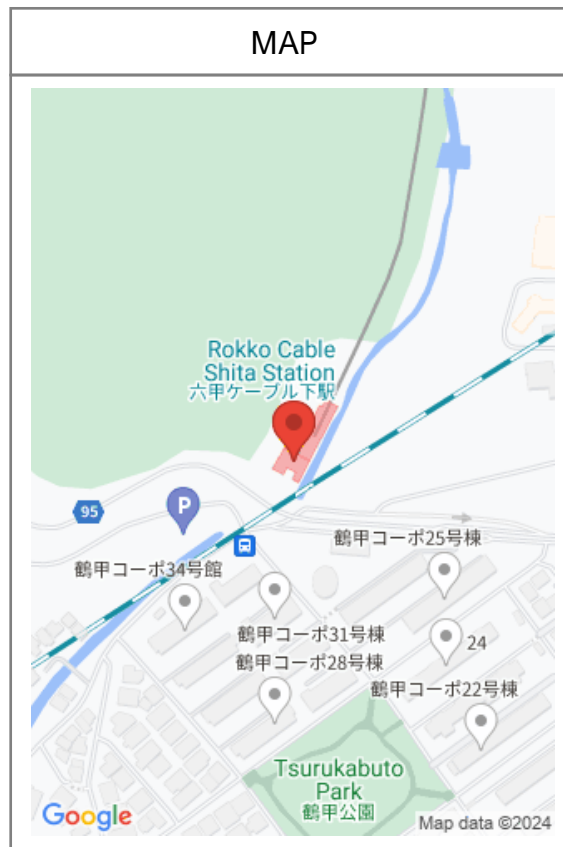 MAP
Rokko Cable
Shita Station
六甲ケーブル下駅
95
P
鶴甲コーポ34号館
鶴甲コーポ25号棟
鶴甲コーポ31号棟
24
鶴甲コーポ28号棟
鶴甲コーポ22号棟
Tsurukabuto
Park
鶴甲公園
Google
Map data ©2024